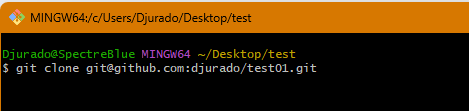 MINGW64:/c/Users/Djurado/Desktop/test
Djurado@SpectreBlue MINGW64 ~/Desktop/test
$ git clone git@github.com:djurado/test01.git